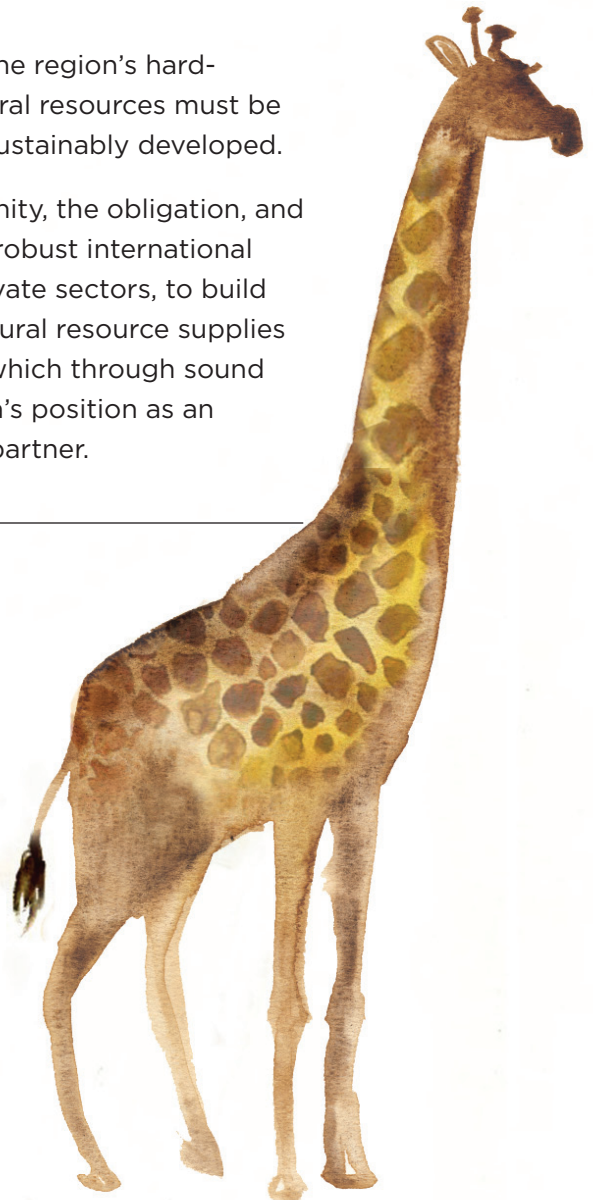 he region’s hard-
ral resources must be
ustainably developed.
nity, the obligation, and
robust international
vate sectors, to build
ural resource supplies
which through sound
’s position as an
partner.